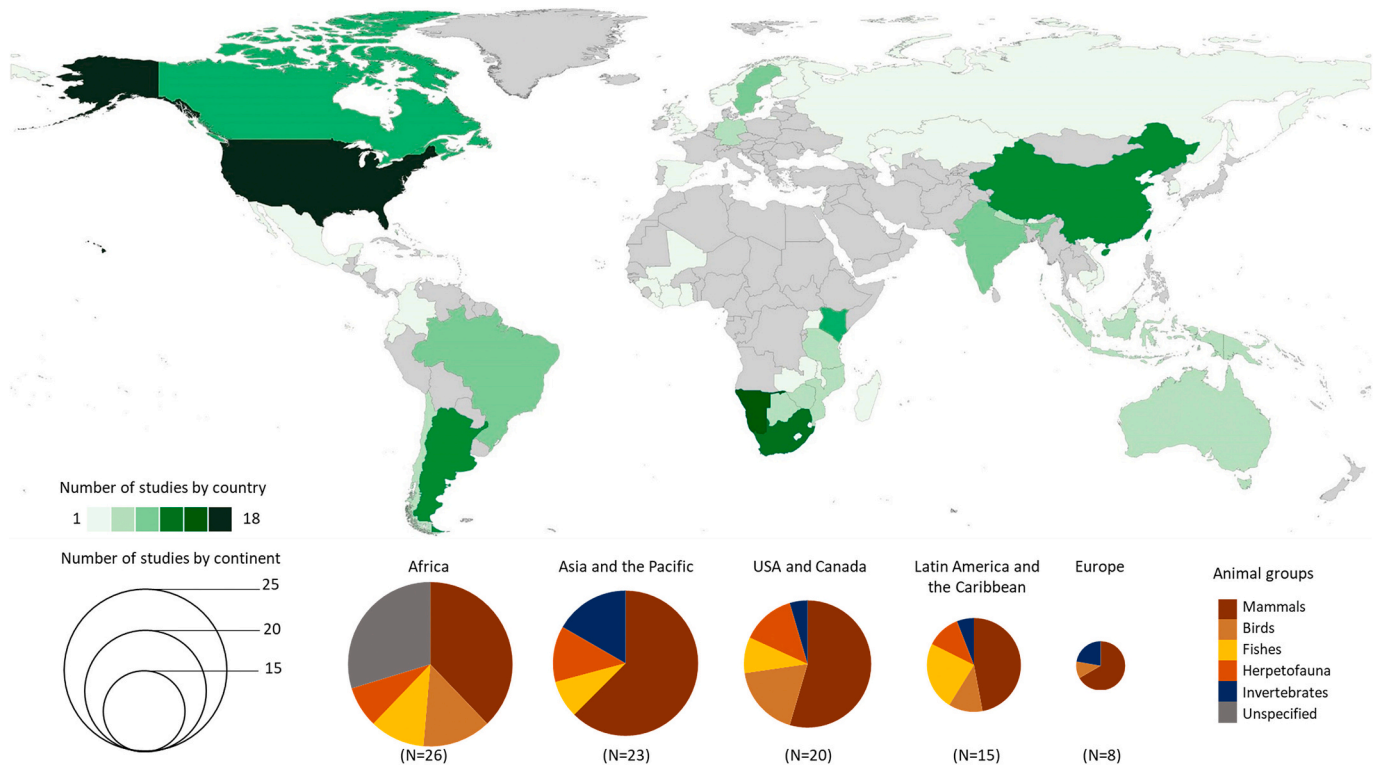 Number of studies by country
1 18
Number of studies by continent
25
20
15
Africa
Asia and the Pacific
USA and Canada
Latin America and
the Caribbean
Europe
(N=26)
(N=23)
(N=20)
(N=15)
(N=8)
Animal groups
Mammals
Birds
Fishes
Herpetofauna
Invertebrates
Unspecified